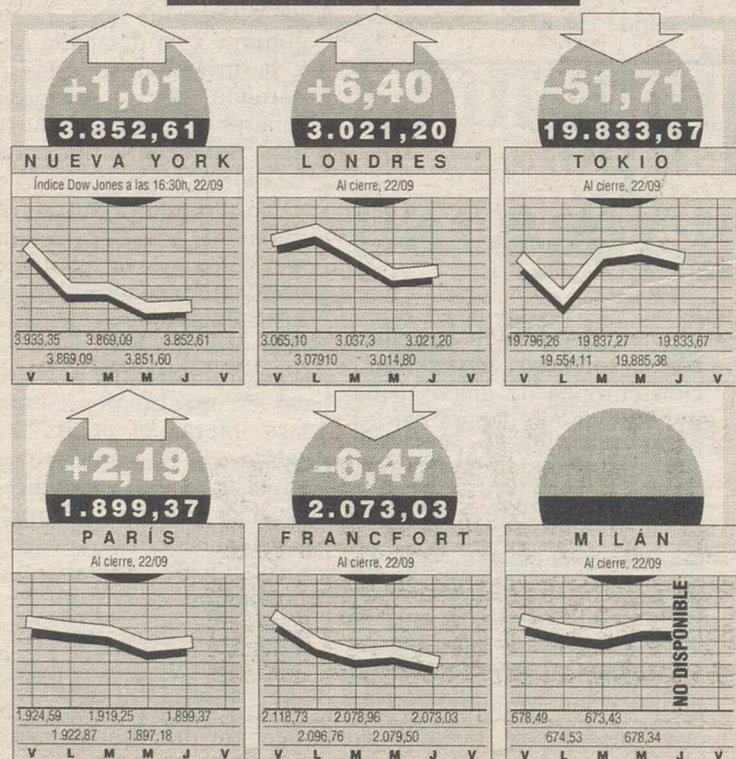 +1,01
3.852,61
NUEVA YORK
Índice Dow Jones a las 16:30h, 22/09
3.933,35 3.869,09 3.852,61
3.869,09 3.851,60
V L M M J V
+6,40
3.021,20
LONDRES
Al cierre, 22/09
3.065,10 3.037,3 3.021,20
3.07910 3.014,80
V L M M J V
-51,71
19.833,67
TOKIO
Al cierre, 22/09
19.796,26 19.837,27 19.833,67
19.554,11 19.885,38
V L M M J V
+2,19
1.899,37
PARÍS
Al cierre, 22/09
1.924,59 1.919,25 1.899,37
1.922,87 1.897,18
V L M M J V
-6,47
2.073,03
FRANCFORT
Al cierre, 22/09
2.118,73 2.078,96 2.073,03
2.096,76 2.079,50
V L M M J V
MILÁN
Al cierre, 22/09
NO DISPONIBLE
678,49 673,43
674,53 678,34
V L M M J V